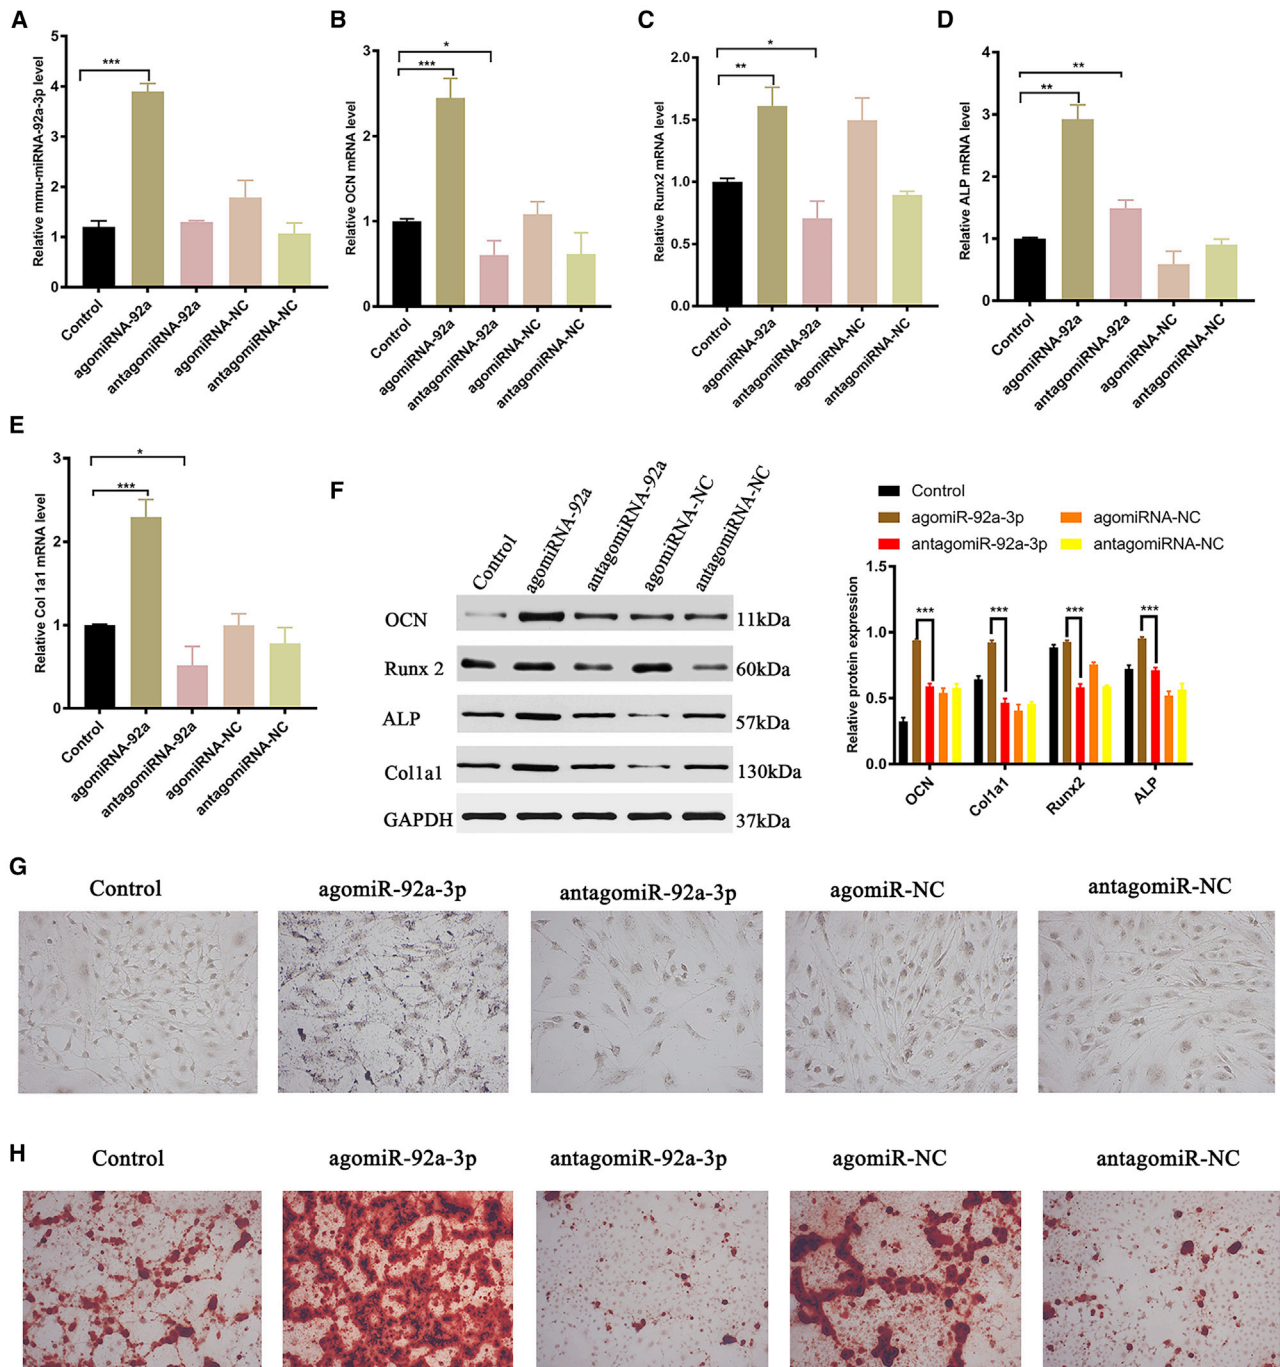 A
Relative mmu-miRNA-92a-3p level
5
4
3
2
1
0
***
Control
agomiRNA-92a
antagomiRNA-92a
agomiRNA-NC
antagomiRNA-NC
B
Relative OCN mRNA level
3
2
1
0
*
***
Control
agomiRNA-92a
antagomiRNA-92a
agomiRNA-NC
antagomiRNA-NC
C
Relative Runx2 mRNA level
2.0
1.5
1.0
0.5
0.0
*
**
Control
agomiRNA-92a
antagomiRNA-92a
agomiRNA-NC
antagomiRNA-NC
D
Relative ALP mRNA level
4
3
2
1
0
**
**
Control
agomiRNA-92a
antagomiRNA-92a
agomiRNA-NC
antagomiRNA-NC
E
Relative Col 1a1 mRNA level
3
2
1
0
*
***
Control
agomiRNA-92a
antagomiRNA-92a
agomiRNA-NC
antagomiRNA-NC
F
Control
agomiRNA-92a
antagomiRNA-92a
agomiRNA-NC
antagomiRNA-NC
OCN 11kDa
Runx 2 60kDa
ALP 57kDa
Col1a1 130kDa
GAPDH 37kDa
Control
agomiR-92a-3p agomiRNA-NC
antagomiR-92a-3p antagomiRNA-NC
Relative protein expression
1.5
1.0
0.5
0.0
*** *** *** ***
OCN
Col1a1
Runx2
ALP
G
Control agomiR-92a-3p antagomiR-92a-3p agomiR-NC antagomiR-NC
H
Control agomiR-92a-3p antagomiR-92a-3p agomiR-NC antagomiR-NC